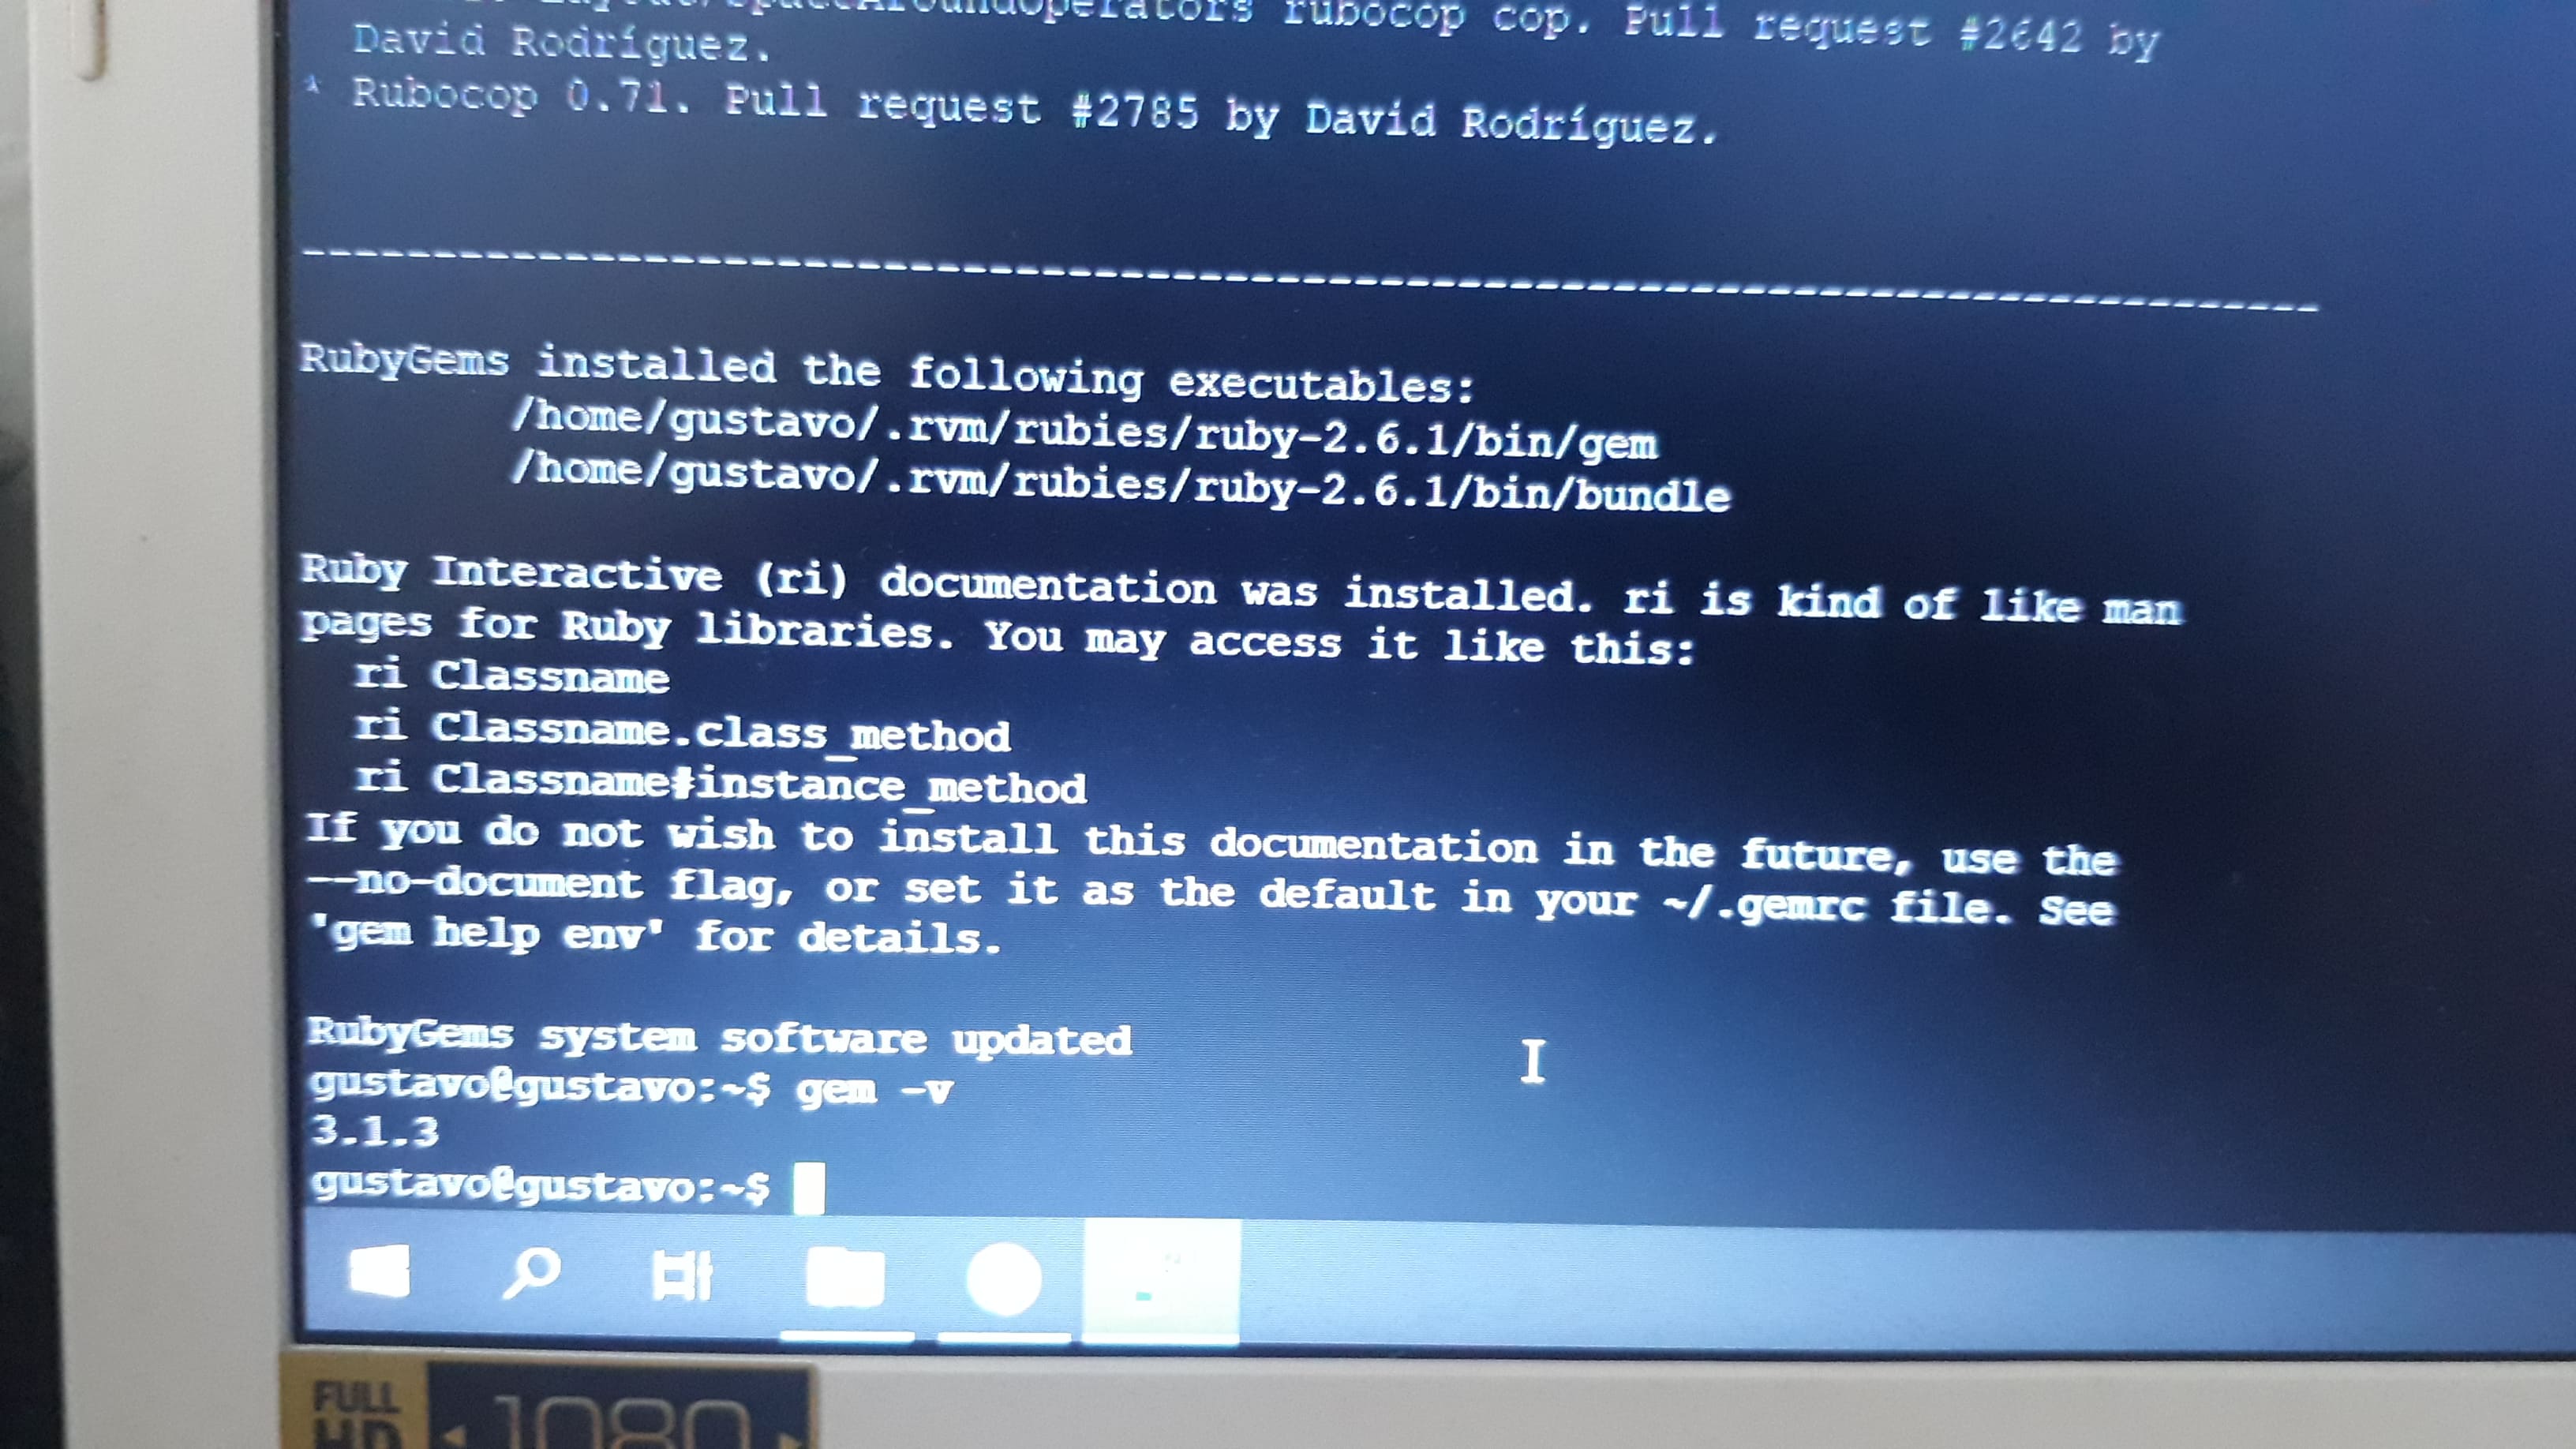 Layout/SpaceAroundOperators rubocop cop. Pull request #2642 by
David Rodríguez.
* Rubocop 0.71. Pull request #2785 by David Rodríguez.
------------------------------------------------------------------------------
RubyGems installed the following executables:
/home/gustavo/.rvm/rubies/ruby-2.6.1/bin/gem
/home/gustavo/.rvm/rubies/ruby-2.6.1/bin/bundle
Ruby Interactive (ri) documentation was installed. ri is kind of like man
pages for Ruby libraries. You may access it like this:
ri Classname
ri Classname.class_method
ri Classname#instance_method
If you do not wish to install this documentation in the future, use the
--no-document flag, or set it as the default in your ~/.gemrc file. See
'gem help env' for details.
RubyGems system software updated
gustavo@gustavo:~$ gem -v
3.1.3
gustavo@gustavo:~$
FULL
HD
1080